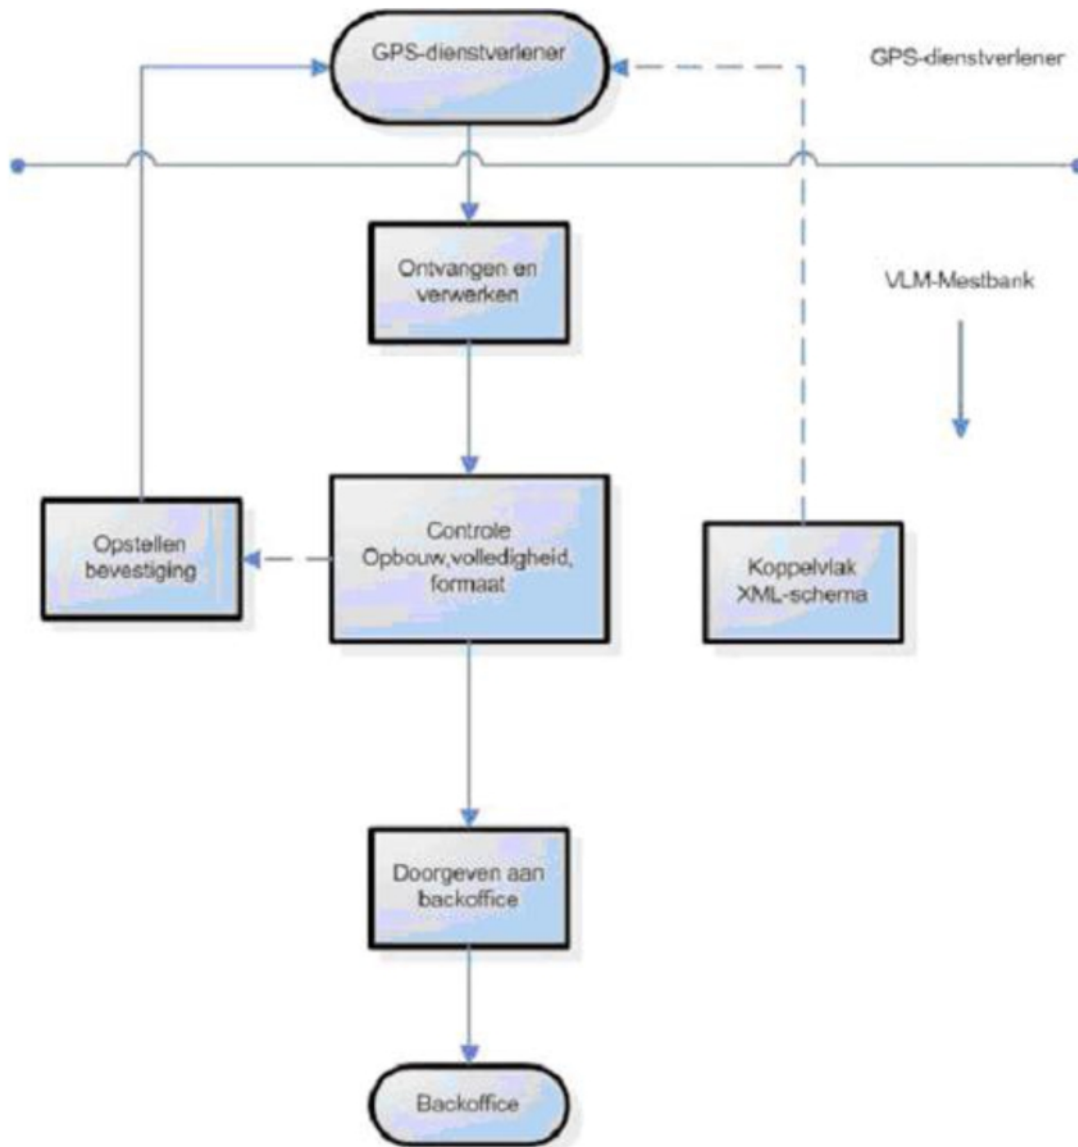 GPS-dienstverlener
GPS-dienstverlener
Ontvangen en
verwerken
VLM-Mestbank
Opstellen
bevestiging
Controle
Opbouw,volledigheid,
formaat
Koppelvlak
XML-schema
Doorgeven aan
backoffice
Backoffice